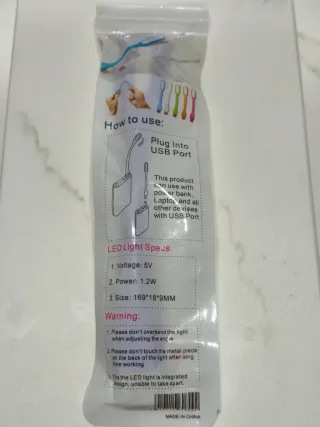 How to use:
Plug Into
USB Port
This product
can use with
power bank,
Laptop and all
other devises
with USB Port
LED Light Specs
1. Voltage: 5V
2. Power: 1.2W
3. Size: 169*18*9MM
Warning:
1. Please don't overbend the light
when adjusting the angle
2. Please don't touch the metal piece
on the back of the light after long
time working
3. The the LED light is integrated
design, unable to take apart.
MADE IN CHINA